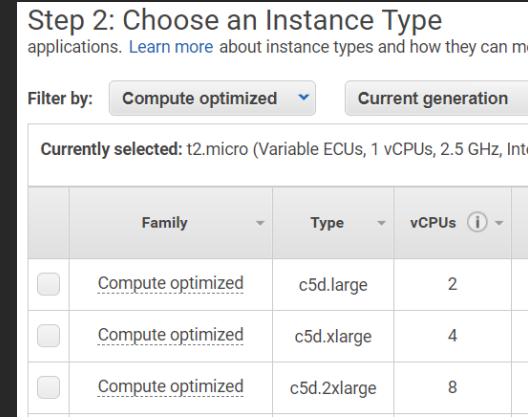 Step 2: Choose an Instance Type
applications. Learn more about instance types and how they can
Filter by: Compute optimized Current generation
Currently selected: t2.micro (Variable ECUs, 1 vCPUs, 2.5 GHz,
Family Type vCPUs i
Compute optimized c5d.large 2
Compute optimized c5d.xlarge 4
Compute optimized c5d.2xlarge 8